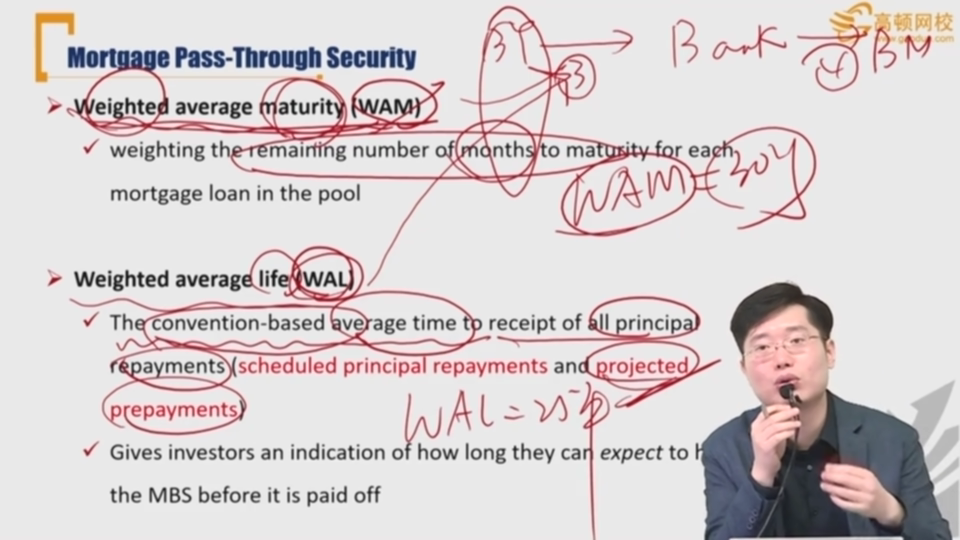 Mortgage Pass-Through Security
高顿网校
Weighted average maturity (WAM)
weighting the remaining number of months to maturity for each
mortgage loan in the pool
Bank
BM
WAM = 30y
Weighted average life (WAL)
The convention-based average time to receipt of all principal
repayments (scheduled principal repayments and projected
prepayments)
WAL =
Gives investors an indication of how long they can expect to h
the MBS before it is paid off